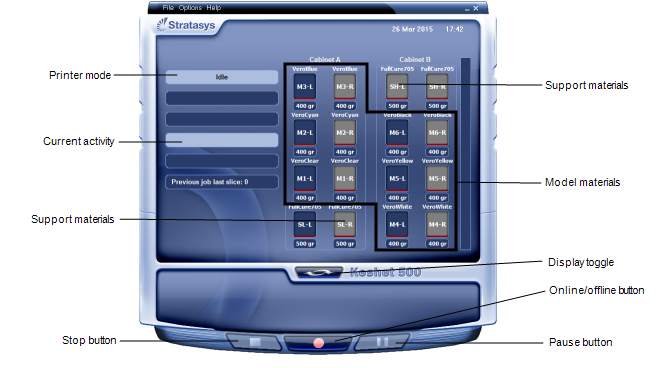 File Options Help
Stratasys
26 Mar 2015 17:42
Cabinet A Cabinet B
VeroBlue VeroBlue FullCure705 FullCure705
Printer mode
Idle
M3-L M3-R SH-L SH-R
Support materials
400 gr 400 gr 500 gr 500 gr
VeroCyan VeroCyan VeroBlack VeroBlack
M2-L M2-R M6-L M6-R
Current activity
400 gr 400 gr 400 gr 400 gr
VeroClear VeroClear VeroYellow VeroYellow
Previous job last slice: 0
M1-L M1-R M5-L M5-R
Model materials
400 gr 400 gr 400 gr 400 gr
FullCure705 FullCure705 VeroWhite VeroWhite
Support materials
SL-L SL-R M4-L M4-R
500 gr 500 gr 400 gr 400 gr
Display toggle
Keshet 500
Online/offline button
Stop button
Pause button